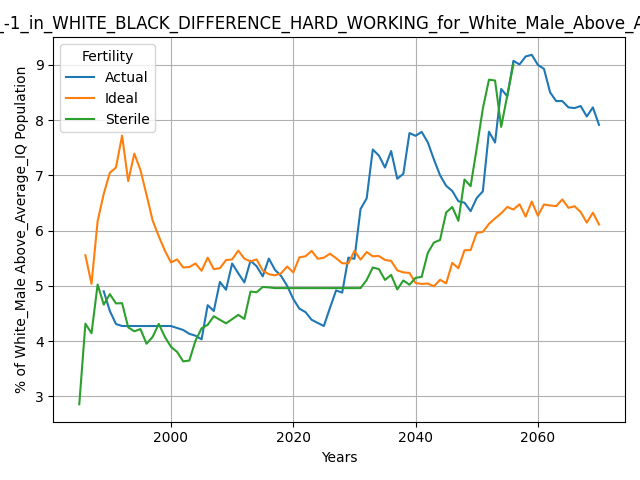 _-1_in_WHITE_BLACK_DIFFERENCE_HARD_WORKING_for_White_Male_Above_A
Fertility
Actual
Ideal
Sterile
% of White_Male Above_Average_IQ Population
9
8
7
6
5
4
3
2000
2020
2040
2060
Years